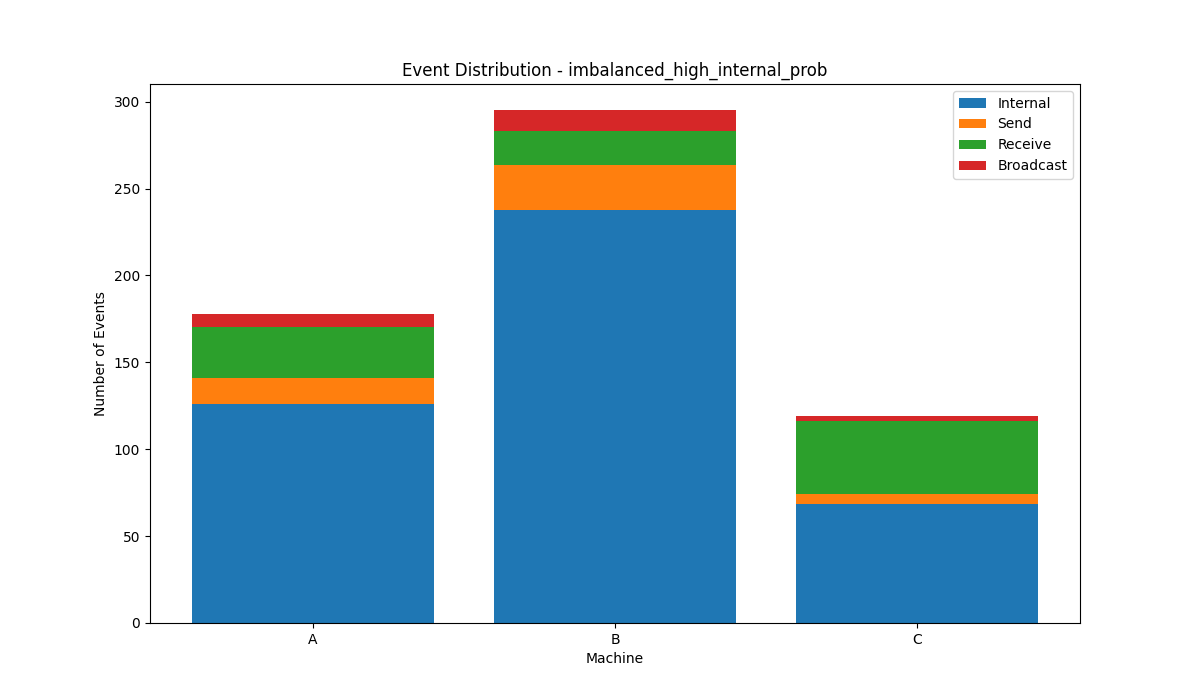 Event Distribution - imbalanced_high_internal_prob
Number of Events
300
250
200
150
100
50
0
Internal
Send
Receive
Broadcast
A
B
C
Machine